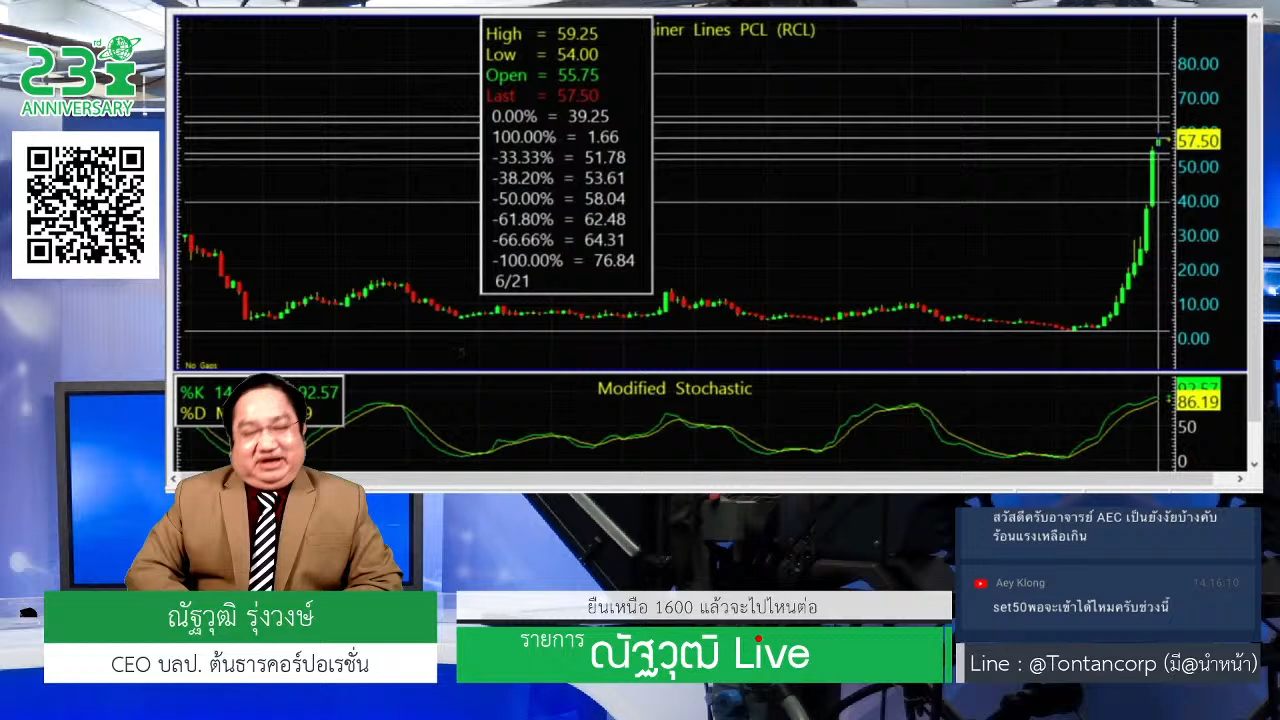 23rd
ANNIVERSARY
iner Lines PCL (RCL)
High = 59.25
Low = 54.00
Open = 55.75
Last = 57.50
0.00% = 39.25
100.00% = 1.66
-33.33% = 51.78
-38.20% = 53.61
-50.00% = 58.04
-61.80% = 62.48
-66.66% = 64.31
-100.00% = 76.84
6/21
80.00
70.00
57.50
50.00
40.00
30.00
20.00
10.00
0.00
No Gaps
%K 14 92.57
%D M 9
Modified Stochastic
92.57
86.19
50
0
สวัสดีครับอาจารย์ AEC เป็นยังงัยบ้างคับ
ร้อนแรงเหลือเกิน
Aey Klong 14.16.10
set50พอจะเข้าได้ไหมครับช่วงนี้
ณัฐวุฒิ รุ่งวงษ์
CEO บลป. ต้นธารคอร์ปอเรชั่น
ยืนเหนือ 1600 แล้วจะไปไหนต่อ
รายการ ณัฐวุฒิ Live
Line : @Tontancorp (มี@นำหน้า)